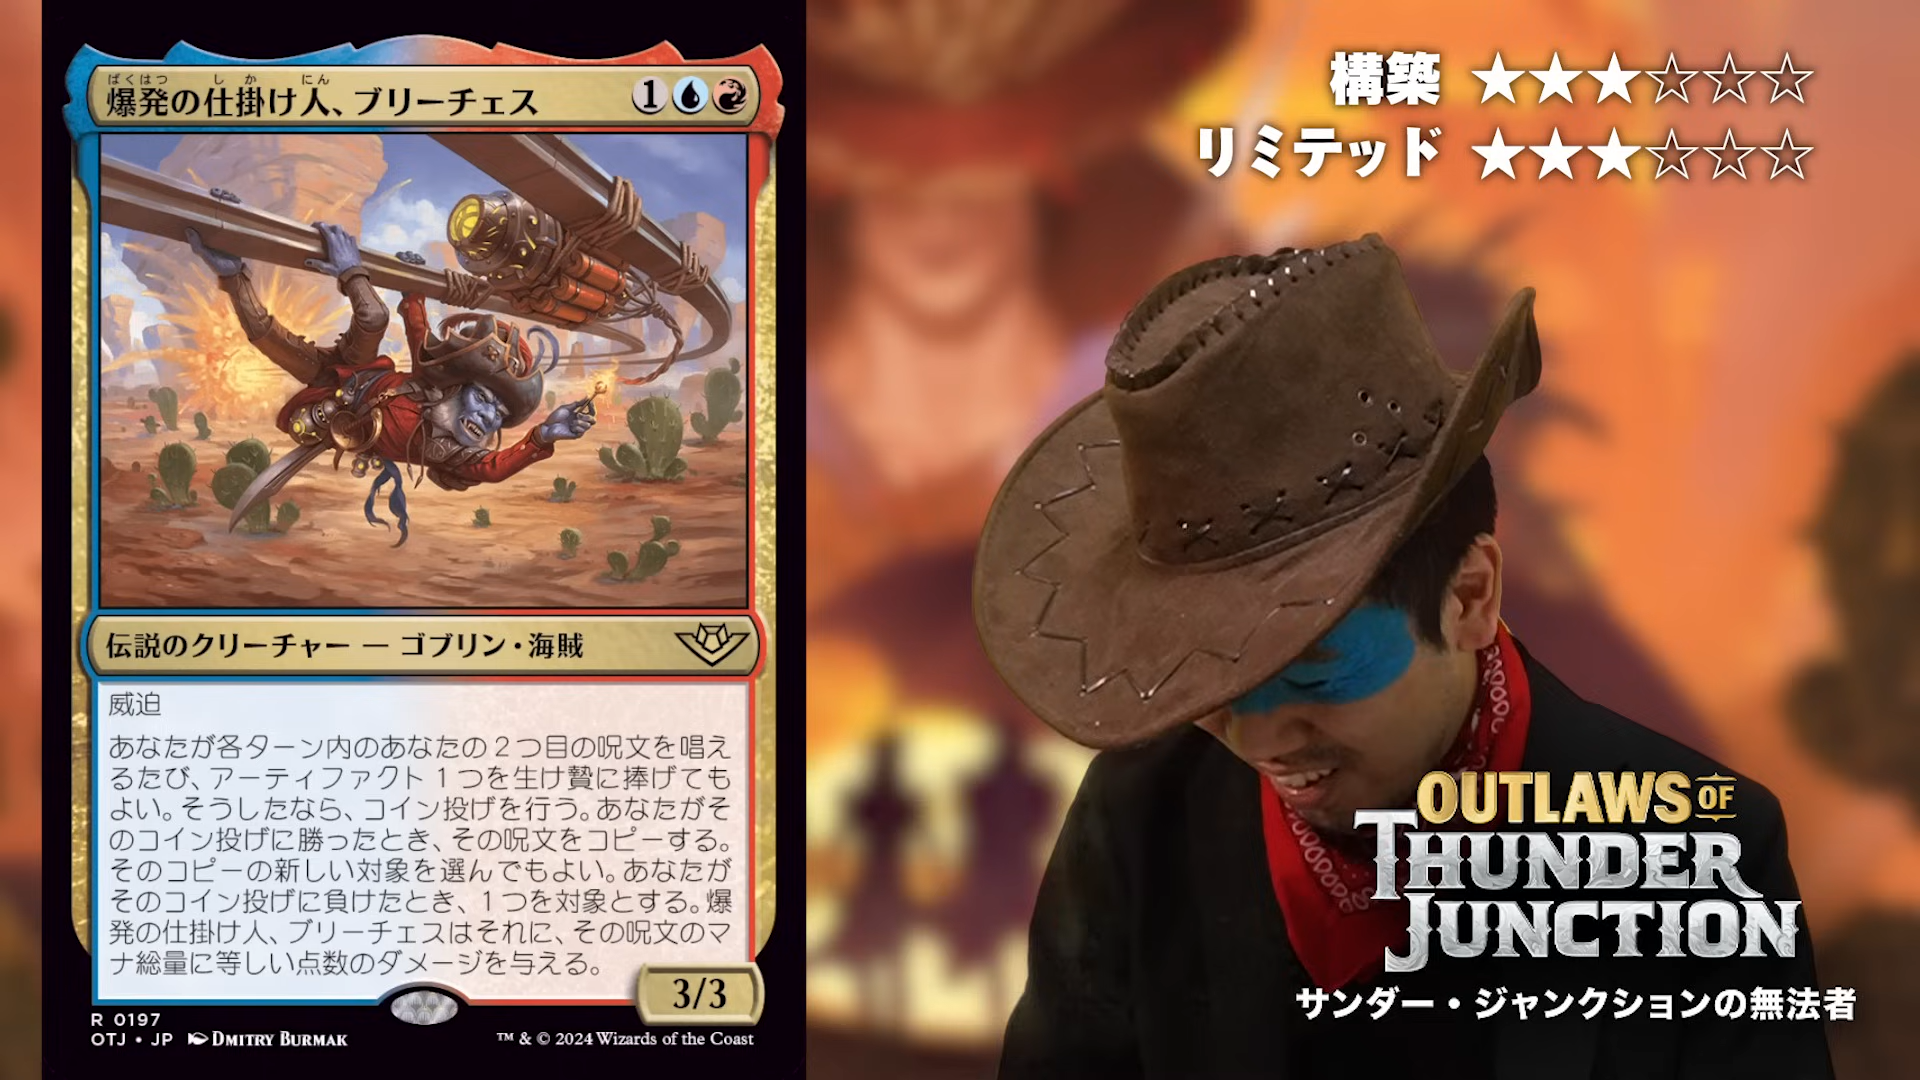 ばくはつ しか にん
爆発の仕掛け人、ブリーチェス 1
伝説のクリーチャー ― ゴブリン・海賊
威迫
あなたが各ターン内のあなたの2つ目の呪文を唱え
るたび、アーティファクト1つを生け贄に捧げても
よい。そうしたなら、コイン投げを行う。あなたがそ
のコイン投げに勝ったとき、その呪文をコピーする。
そのコピーの新しい対象を選んでもよい。あなたが
そのコイン投げに負けたとき、1つを対象とする。爆
発の仕掛け人、ブリーチェスはそれに、その呪文のマ
ナ総量に等しい点数のダメージを与える。
3/3
R 0197
OTJ • JP DMITRY BURMAK
™ & © 2024 Wizards of the Coast
構築 ★★★☆☆☆
リミテッド ★★★☆☆☆
OUTLAWS OF
THUNDER
JUNCTION
サンダー・ジャンクションの無法者